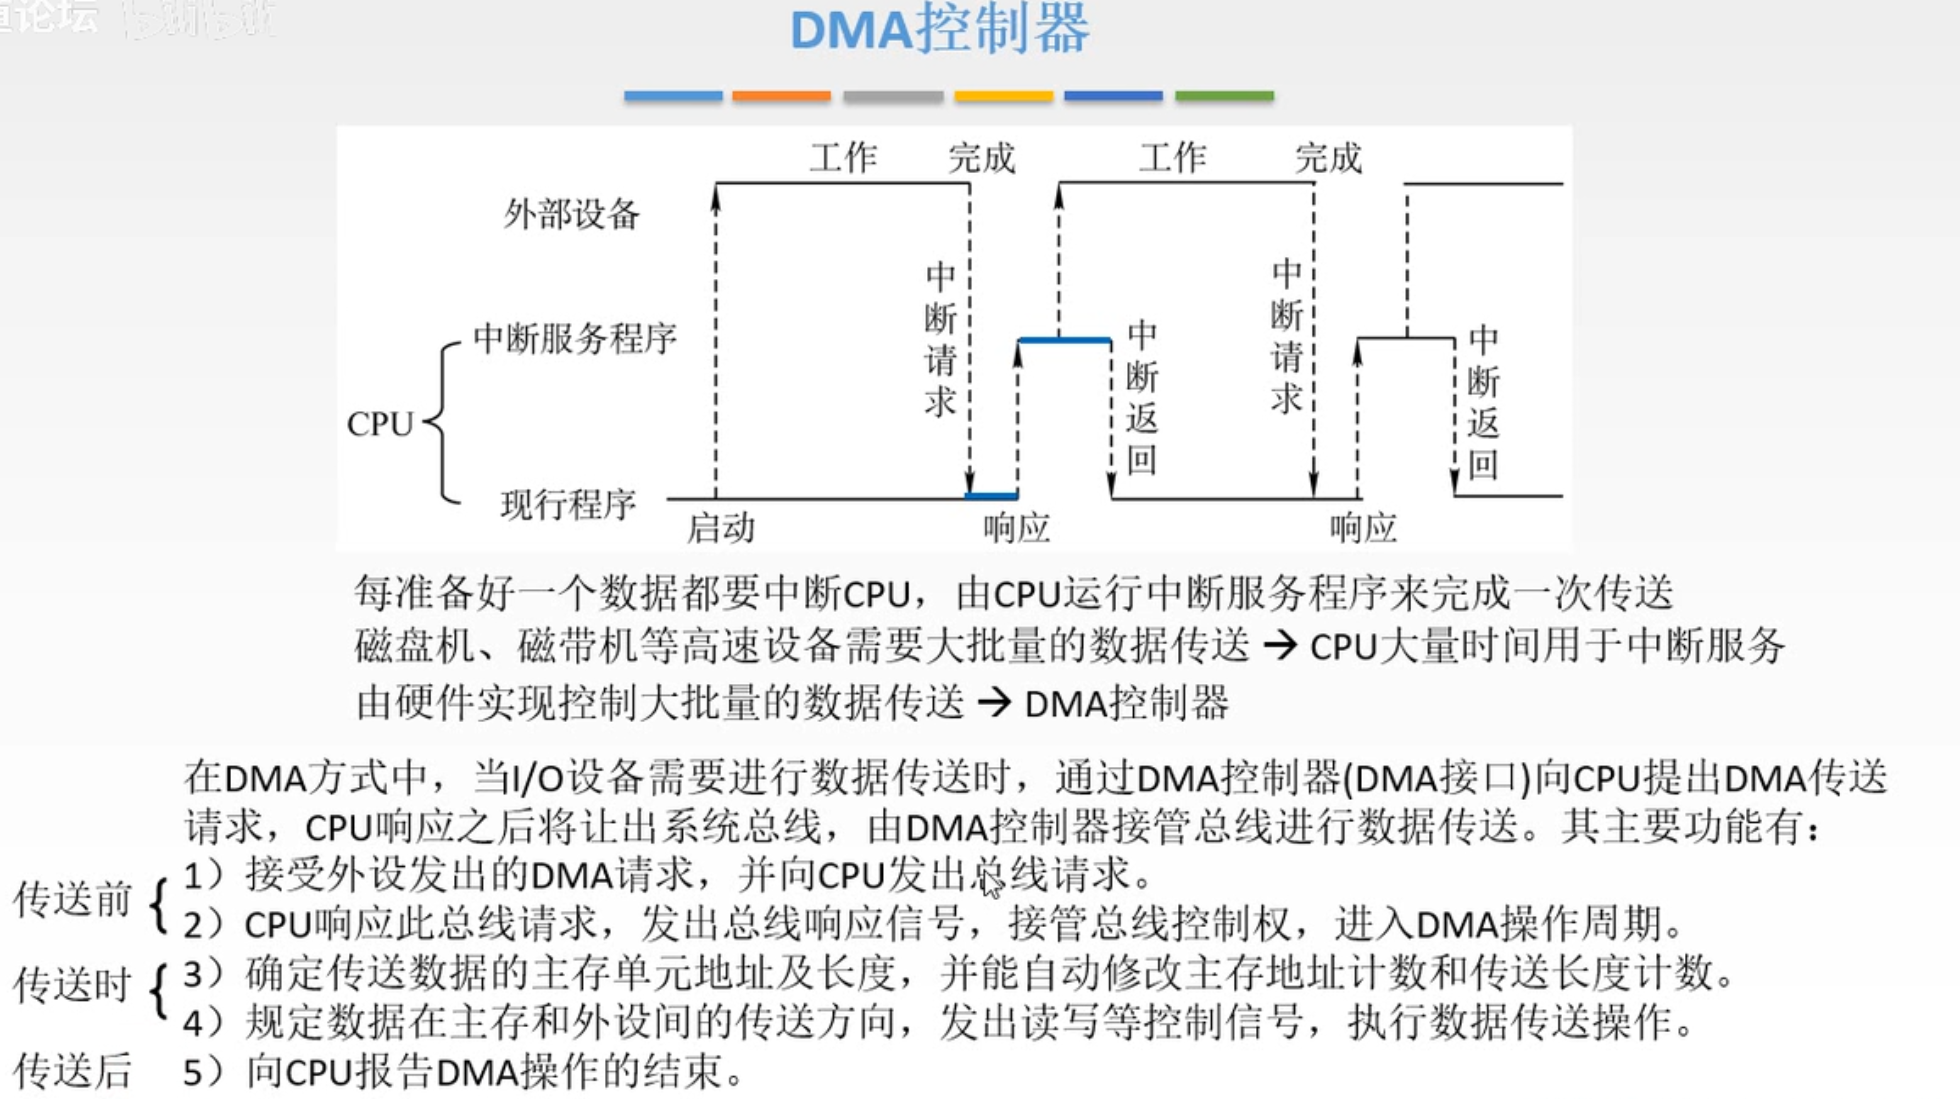 论坛 bilibili
DMA控制器
工作 完成 工作 完成
外部设备
中断请求
中断请求
中断服务程序
中断返回
中断返回
CPU
现行程序
启动 响应 响应
每准备好一个数据都要中断CPU，由CPU运行中断服务程序来完成一次传送
磁盘机、磁带机等高速设备需要大批量的数据传送 → CPU大量时间用于中断服务
由硬件实现控制大批量的数据传送 → DMA控制器
在DMA方式中，当I/O设备需要进行数据传送时，通过DMA控制器(DMA接口)向CPU提出DMA传送
请求，CPU响应之后将让出系统总线，由DMA控制器接管总线进行数据传送。其主要功能有：
传送前
1）接受外设发出的DMA请求，并向CPU发出总线请求。
2）CPU响应此总线请求，发出总线响应信号，接管总线控制权，进入DMA操作周期。
传送时
3）确定传送数据的主存单元地址及长度，并能自动修改主存地址计数和传送长度计数。
4）规定数据在主存和外设间的传送方向，发出读写等控制信号，执行数据传送操作。
传送后 5）向CPU报告DMA操作的结束。